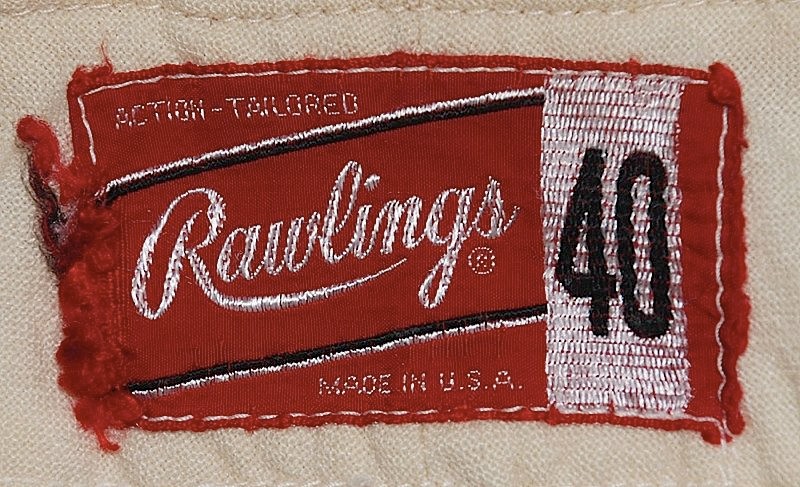 ACTION-TAILORED
Rawlings ®
40
MADE IN U.S.A.